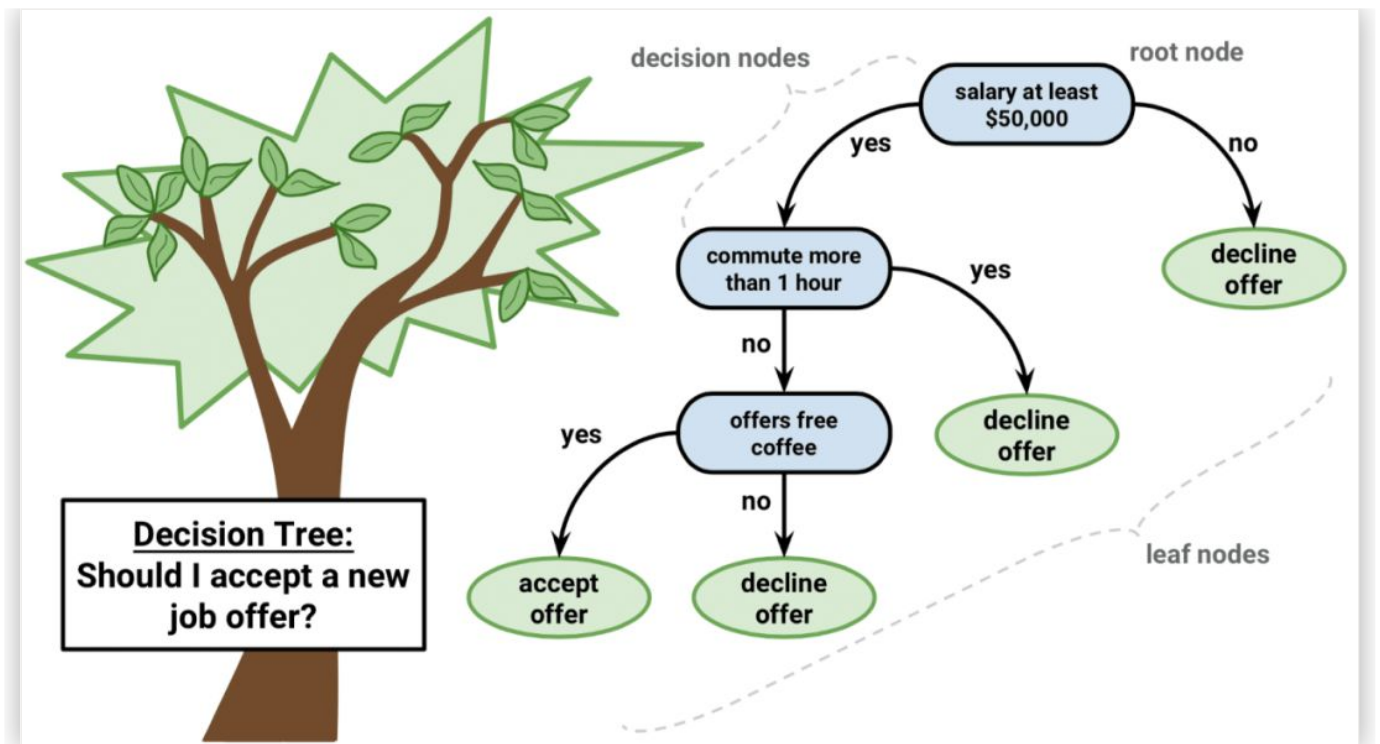 decision nodes
root node
salary at least
$50,000
yes
no
commute more
than 1 hour
yes
decline
offer
no
offers free
coffee
decline
offer
yes
no
Decision Tree:
Should I accept a new
job offer?
accept
offer
decline
offer
leaf nodes